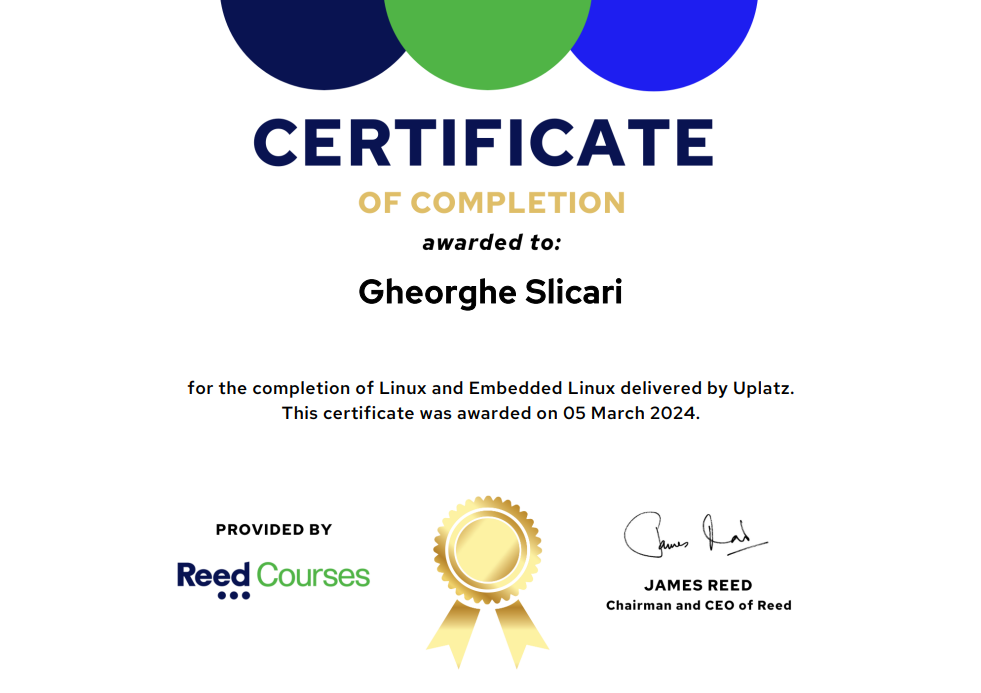 CERTIFICATE
OF COMPLETION
awarded to:
Gheorghe Slicari
for the completion of Linux and Embedded Linux delivered by Uplatz.
This certificate was awarded on 05 March 2024.
PROVIDED BY
Reed Courses
James Reed
JAMES REED
Chairman and CEO of Reed